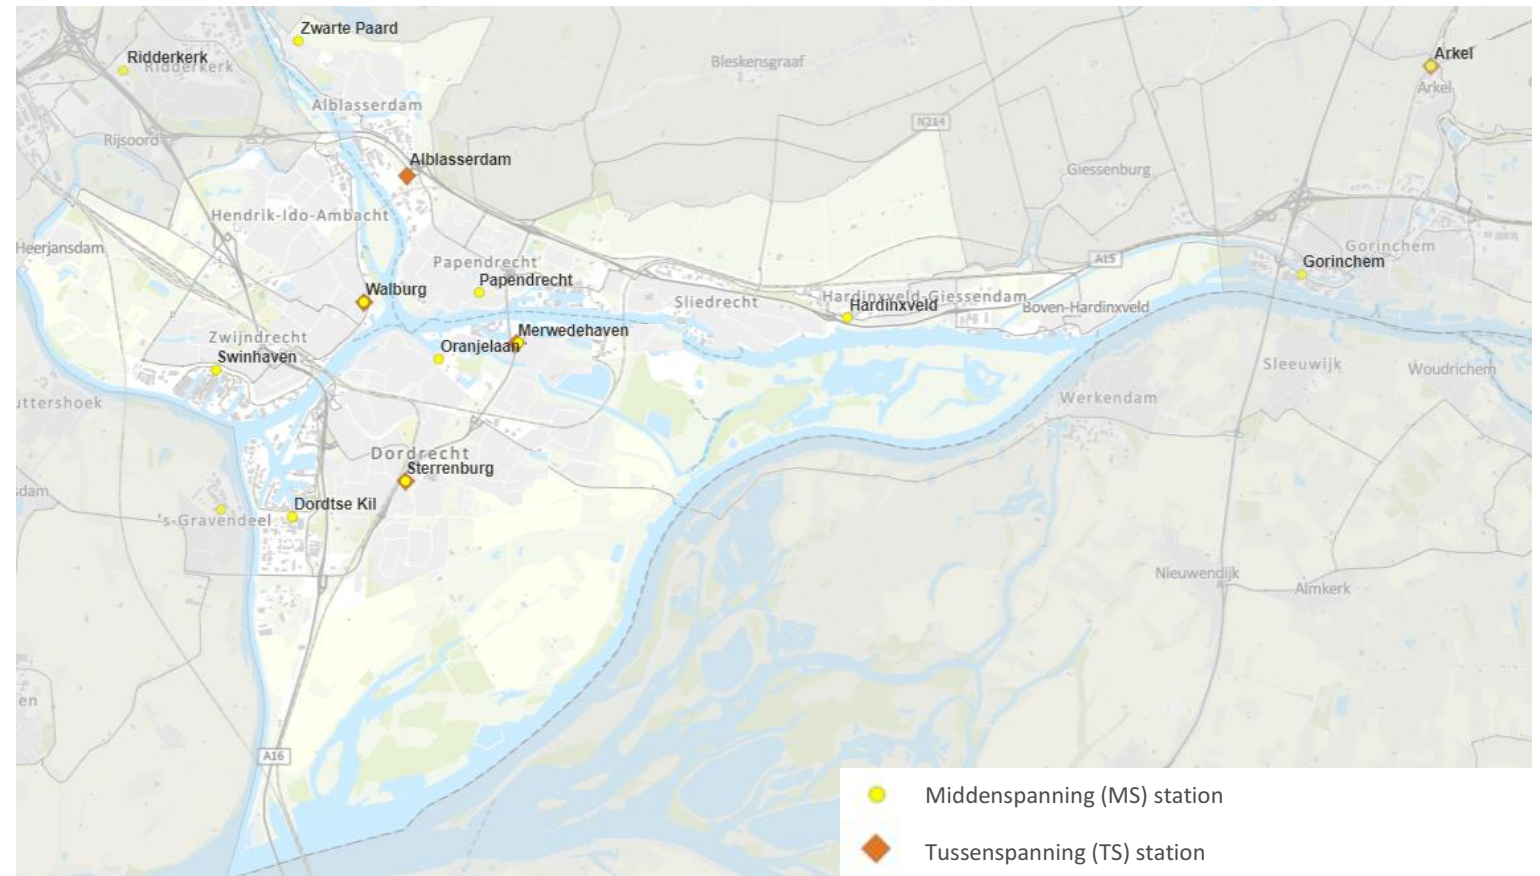 Zwarte Paard
Ridderkerk
Ridderkerk
Bleskensgraaf
Arkel
Arkel
Alblasserdam
N214
Rijsoord
Alblasserdam
Giessenburg
Hendrik-Ido-Ambacht
Heerjansdam
Gorinchem
Papendrecht
A15
Gorinchem
Papendrecht
Walburg
Sliedrecht
Hardinxveld-Giessendam
Hardinxveld
Boven-Hardinxveld
Merwedehaven
Zwijndrecht
Oranjelaan
Swinhaven
Sleeuwijk
Woudrichem
Werkendam
uttershoek
Dordrecht
Sterrenburg
sdam
Dordtse Kil
's-Gravendeel
Nieuwendijk
Almkerk
en
A16
Middenspanning (MS) station
Tussenspanning (TS) station